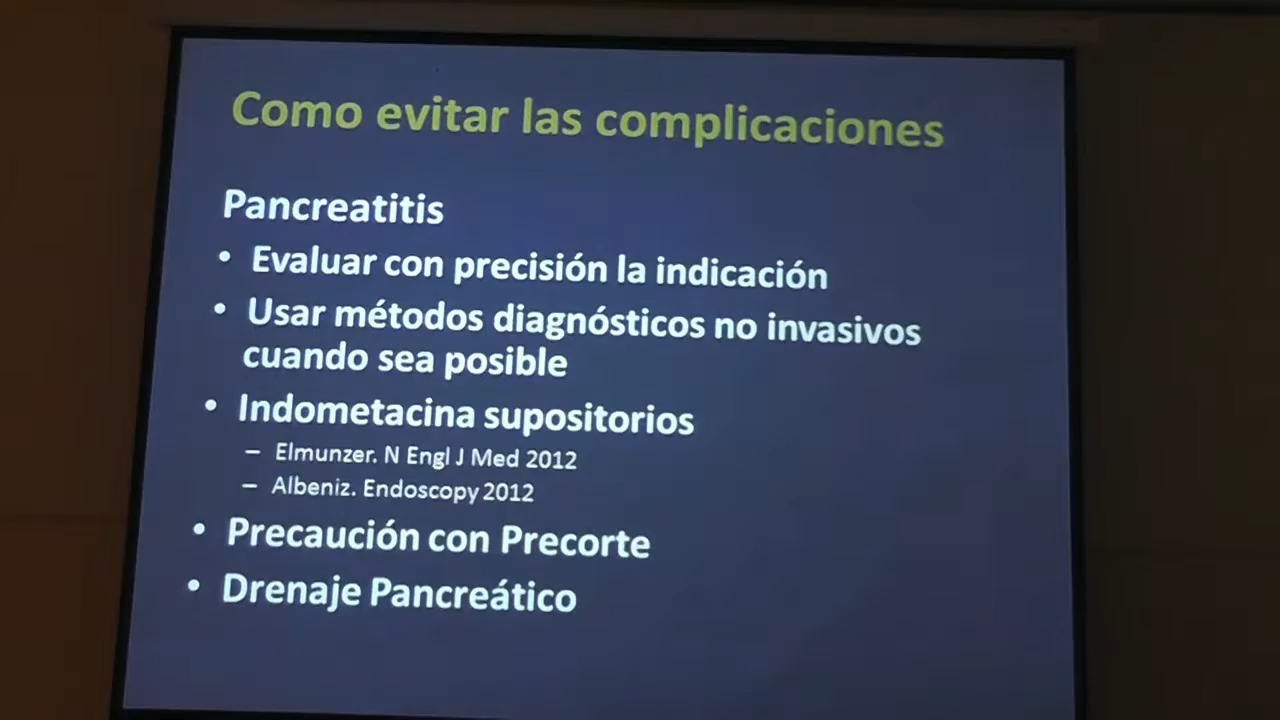 Como evitar las complicaciones
Pancreatitis
• Evaluar con precisión la indicación
• Usar métodos diagnósticos no invasivos
cuando sea posible
• Indometacina supositorios
– Elmunzer. N Engl J Med 2012
– Albeniz. Endoscopy 2012
• Precaución con Precorte
• Drenaje Pancreático